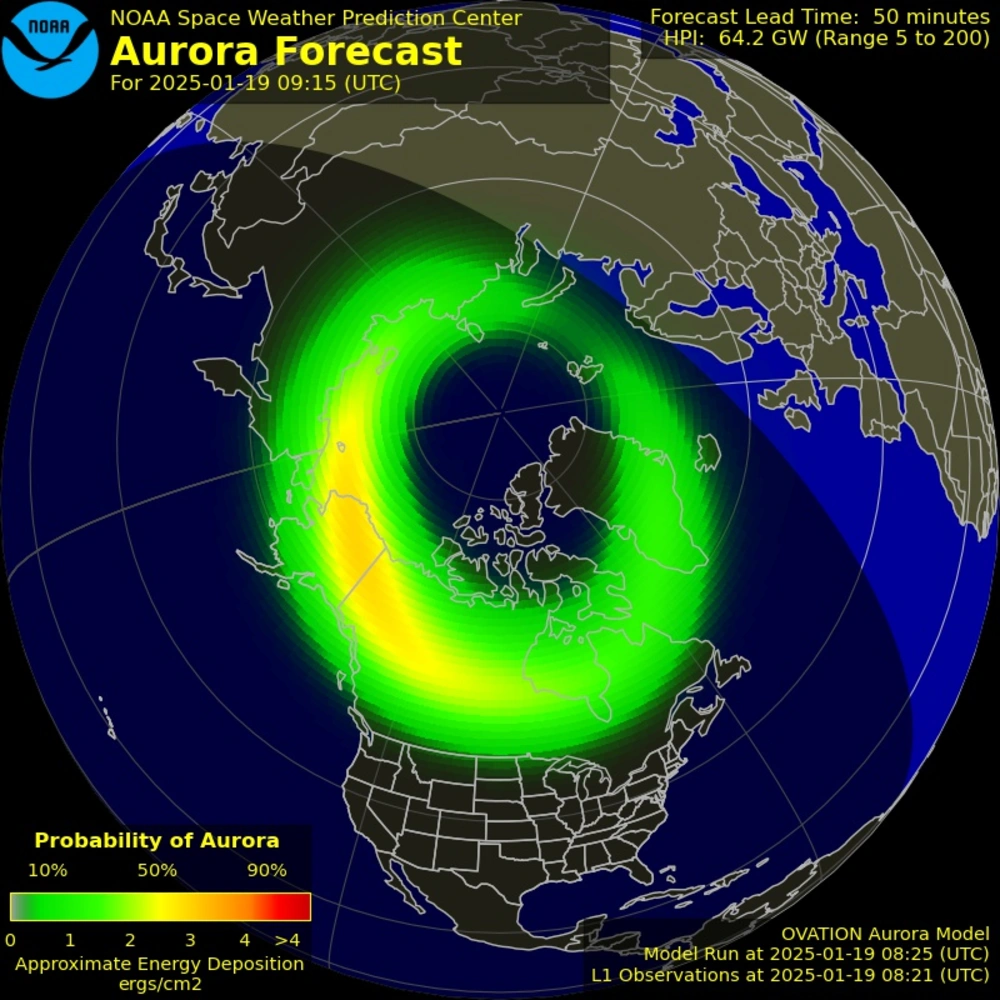 NOAA
NOAA Space Weather Prediction Center
Aurora Forecast
For 2025-01-19 09:15 (UTC)
Forecast Lead Time: 50 minutes
HPI: 64.2 GW (Range 5 to 200)
Probability of Aurora
10% 50% 90%
0 1 2 3 4 >4
Approximate Energy Deposition
ergs/cm2
OVATION Aurora Model
Model Run at 2025-01-19 08:25 (UTC)
L1 Observations at 2025-01-19 08:21 (UTC)